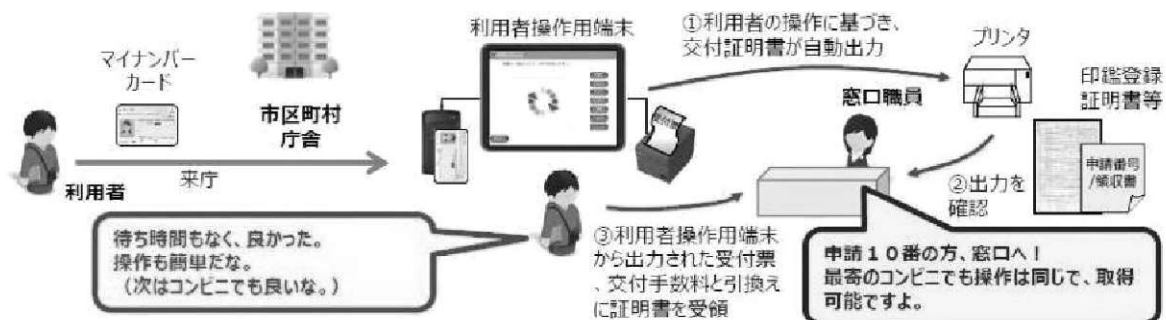 マイナンバー
カード
市区町村
庁舎
利用者操作用端末
①利用者の操作に基づき、
交付証明書が自動出力
プリンタ
窓口職員
印鑑登録
証明書等
利用者
来庁
申請番号
/領収書
②出力を
確認
待ち時間もなく、良かった。
操作も簡単だな。
(次はコンビニでも良いな。)
③利用者操作用端末
から出力された受付票
、交付手数料と引換え
に証明書を受領
申請10番の方、窓口へ!
最寄のコンビニでも操作は同じで、取得
可能ですよ。